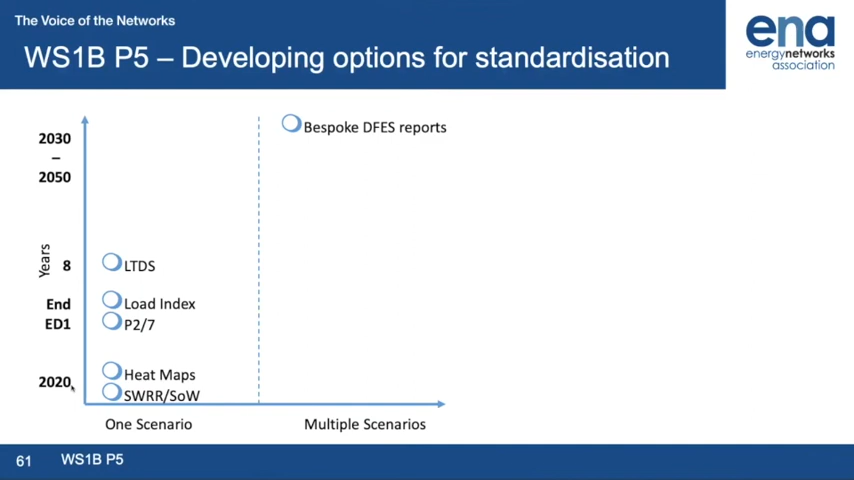 The Voice of the Networks
WS1B P5 – Developing options for standardisation
ena
energynetworks
association
2030
–
2050
Bespoke DFES reports
Years
8
LTDS
End
ED1
Load Index
P2/7
2020
Heat Maps
SWRR/SoW
One Scenario
Multiple Scenarios
61
WS1B P5